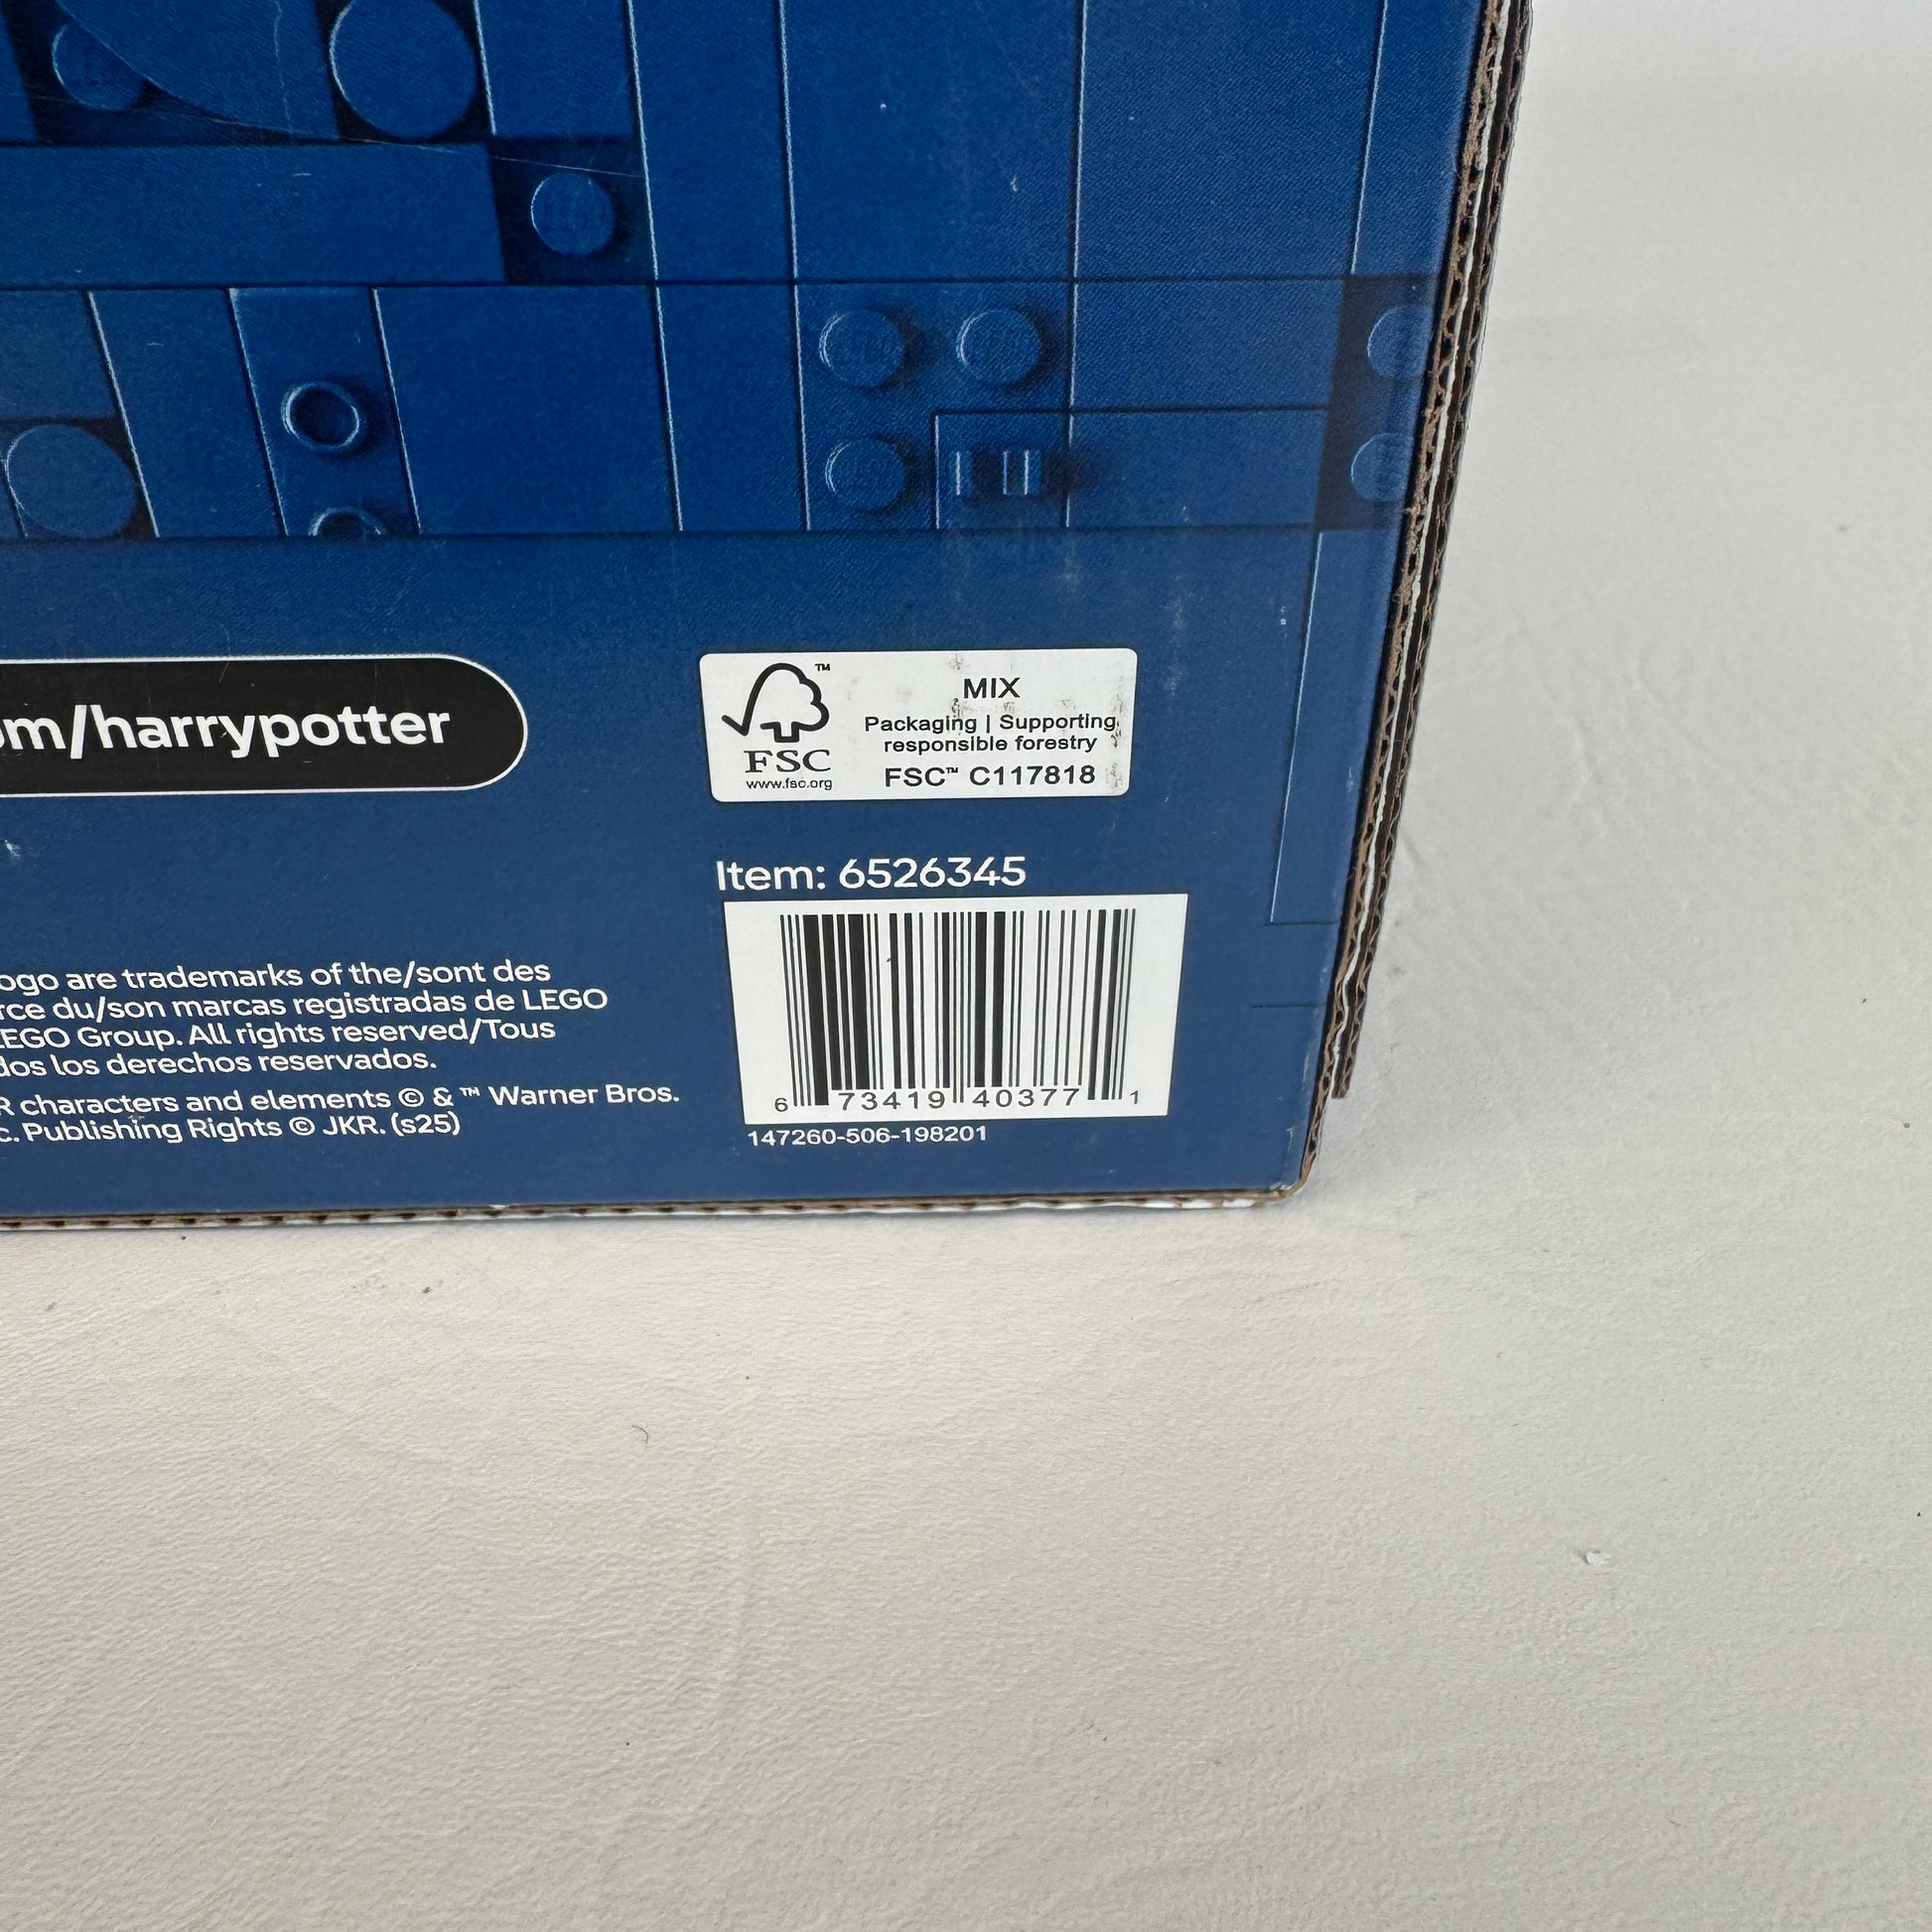 om/harrypotter
™
FSC
www.fsc.org
MIX
Packaging | Supporting
responsible forestry
FSC™ C117818
Item: 6526345
6 73419 40377 1
147260-506-198201
ogo are trademarks of the/sont des
rce du/son marcas registradas de LEGO
LEGO Group. All rights reserved/Tous
dos los derechos reservados.
R characters and elements © & ™ Warner Bros.
c. Publishing Rights © JKR. (s25)